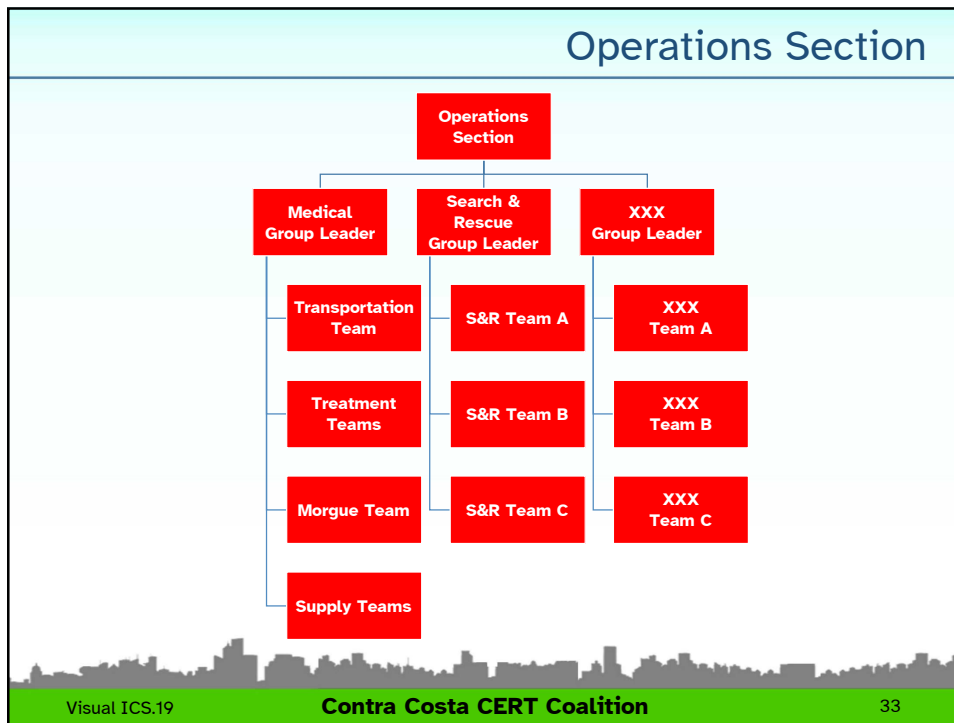 Operations Section
Operations
Section
Medical
Group Leader
Search &
Rescue
Group Leader
XXX
Group Leader
Transportation
Team
S&R Team A
XXX
Team A
Treatment
Teams
S&R Team B
XXX
Team B
Morgue Team
S&R Team C
XXX
Team C
Supply Teams
Visual ICS.19
Contra Costa CERT Coalition
33